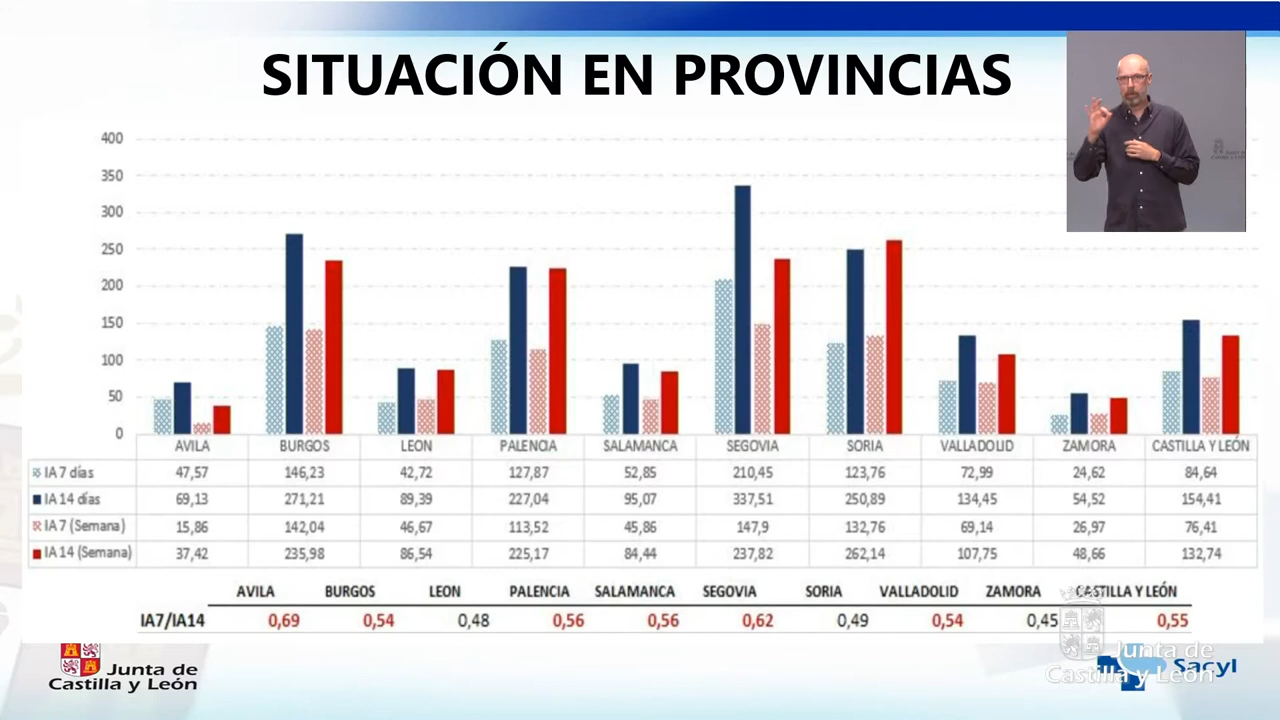 SITUACIÓN EN PROVINCIAS
400
350
300
250
200
150
100
50
0
AVILA BURGOS LEON PALENCIA SALAMANCA SEGOVIA SORIA VALLADOLID ZAMORA CASTILLA Y LEÓN
IA 7 días 47,57 146,23 42,72 127,87 52,85 210,45 123,76 72,99 24,62 84,64
IA 14 días 69,13 271,21 89,39 227,04 95,07 337,51 250,89 134,45 54,52 154,41
IA 7 (Semana) 15,86 142,04 46,67 113,52 45,86 147,9 132,76 69,14 26,97 76,41
IA 14 (Semana) 37,42 235,98 86,54 225,17 84,44 237,82 262,14 107,75 48,66 132,74
AVILA BURGOS LEON PALENCIA SALAMANCA SEGOVIA SORIA VALLADOLID ZAMORA CASTILLA Y LEÓN
IA7/IA14 0,69 0,54 0,48 0,56 0,56 0,62 0,49 0,54 0,45 0,55
Junta de
Castilla y León
Sacyl
Junta de
Castilla y León